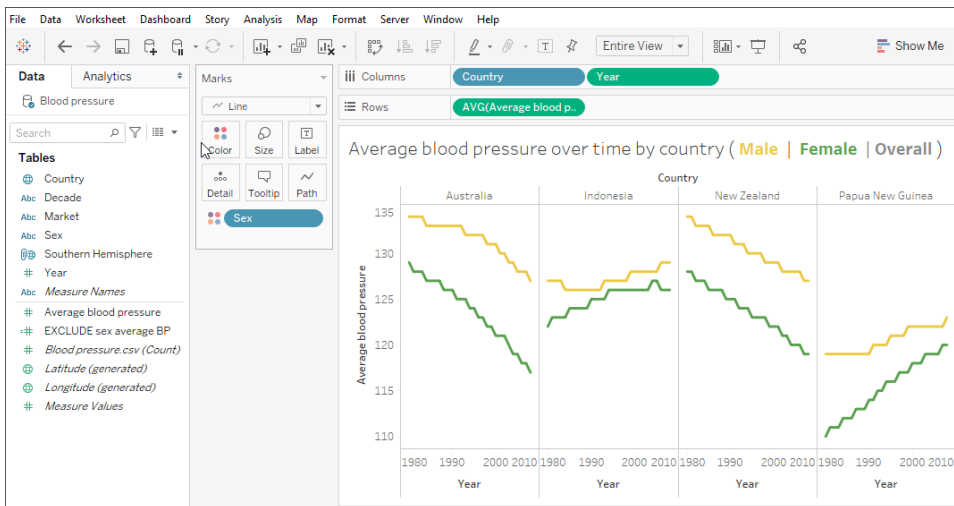 File Data Worksheet Dashboard Story Analysis Map Format Server Window Help
Entire View
Show Me
Data Analytics
Blood pressure
Search
Tables
Country
Abc Decade
Abc Market
Abc Sex
Southern Hemisphere
Year
Abc Measure Names
Average blood pressure
EXCLUDE sex average BP
Blood pressure.csv (Count)
Latitude (generated)
Longitude (generated)
Measure Values
Marks
Line
Color Size Label
Detail Tooltip Path
Sex
Columns Country Year
Rows AVG(Average blood p..
Average blood pressure over time by country ( Male | Female | Overall )
Country
Australia Indonesia New Zealand Papua New Guinea
Average blood pressure
135
130
125
120
115
110
1980 1990 2000 2010 1980 1990 2000 2010 1980 1990 2000 2010 1980 1990 2000 2010
Year Year Year Year